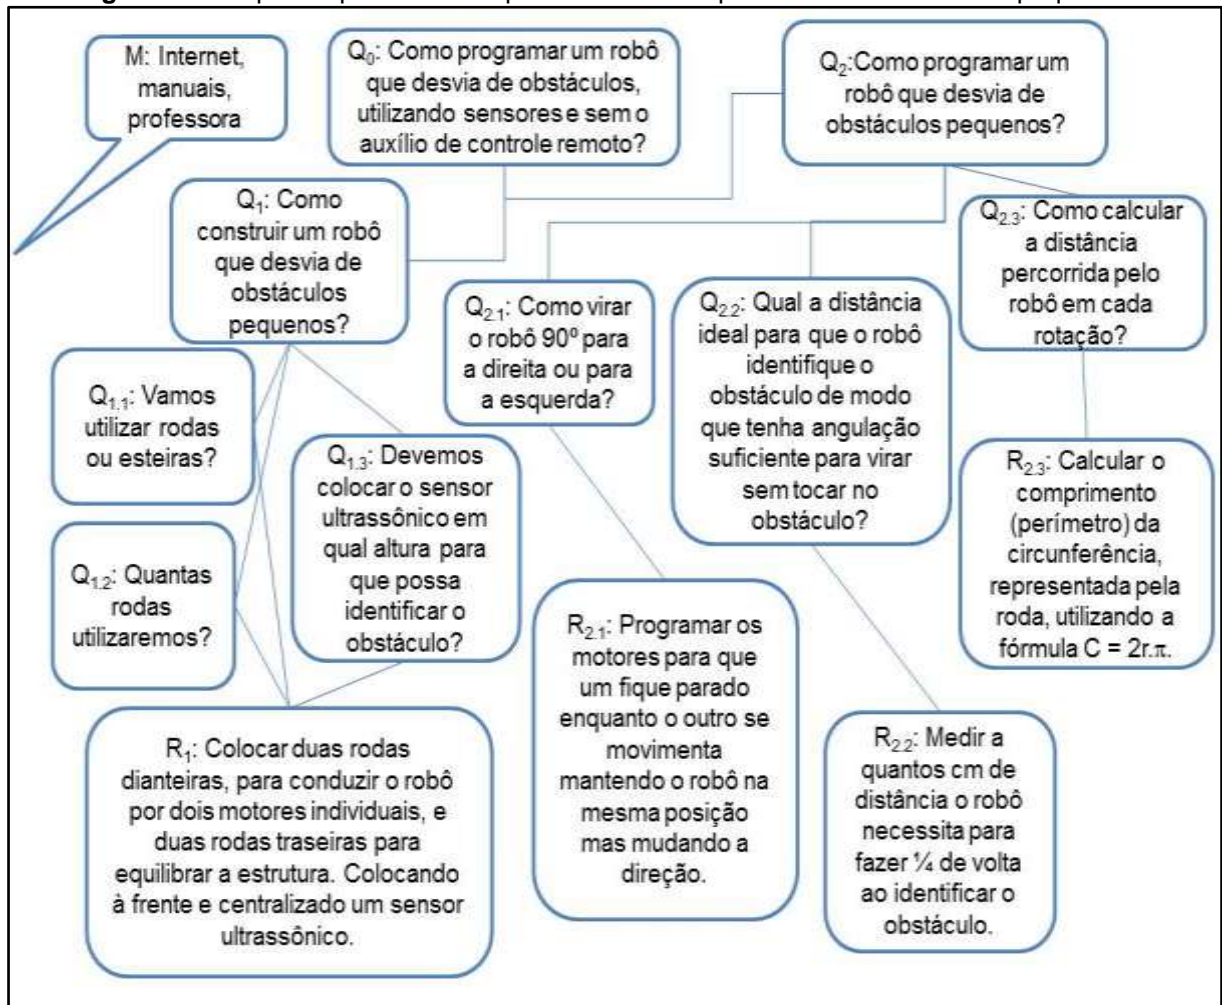 M: Internet,
manuais,
professora
Q0: Como programar um robô
que desvia de obstáculos,
utilizando sensores e sem o
auxílio de controle remoto?
Q2:Como programar um
robô que desvia de
obstáculos pequenos?
Q1: Como
construir um robô
que desvia de
obstáculos
pequenos?
Q2.1: Como virar
o robô 90º para
a direita ou para
a esquerda?
Q2.2: Qual a distância
ideal para que o robô
identifique o
obstáculo de modo
que tenha angulação
suficiente para virar
sem tocar no
obstáculo?
Q2.3: Como calcular
a distância
percorrida pelo
robô em cada
rotação?
Q1.1: Vamos
utilizar rodas
ou esteiras?
Q1.3: Devemos
colocar o sensor
ultrassônico em
qual altura para
que possa
identificar o
obstáculo?
Q1.2: Quantas
rodas
utilizaremos?
R2.3: Calcular o
comprimento
(perímetro) da
circunferência,
representada pela
roda, utilizando a
fórmula C = 2r.π.
R2.1: Programar os
motores para que
um fique parado
enquanto o outro se
movimenta
mantendo o robô na
mesma posição
mas mudando a
direção.
R1: Colocar duas rodas
dianteiras, para conduzir o robô
por dois motores individuais, e
duas rodas traseiras para
equilibrar a estrutura. Colocando
à frente e centralizado um sensor
ultrassônico.
R2.2: Medir a
quantos cm de
distância o robô
necessita para
fazer ¼ de volta
ao identificar o
obstáculo.